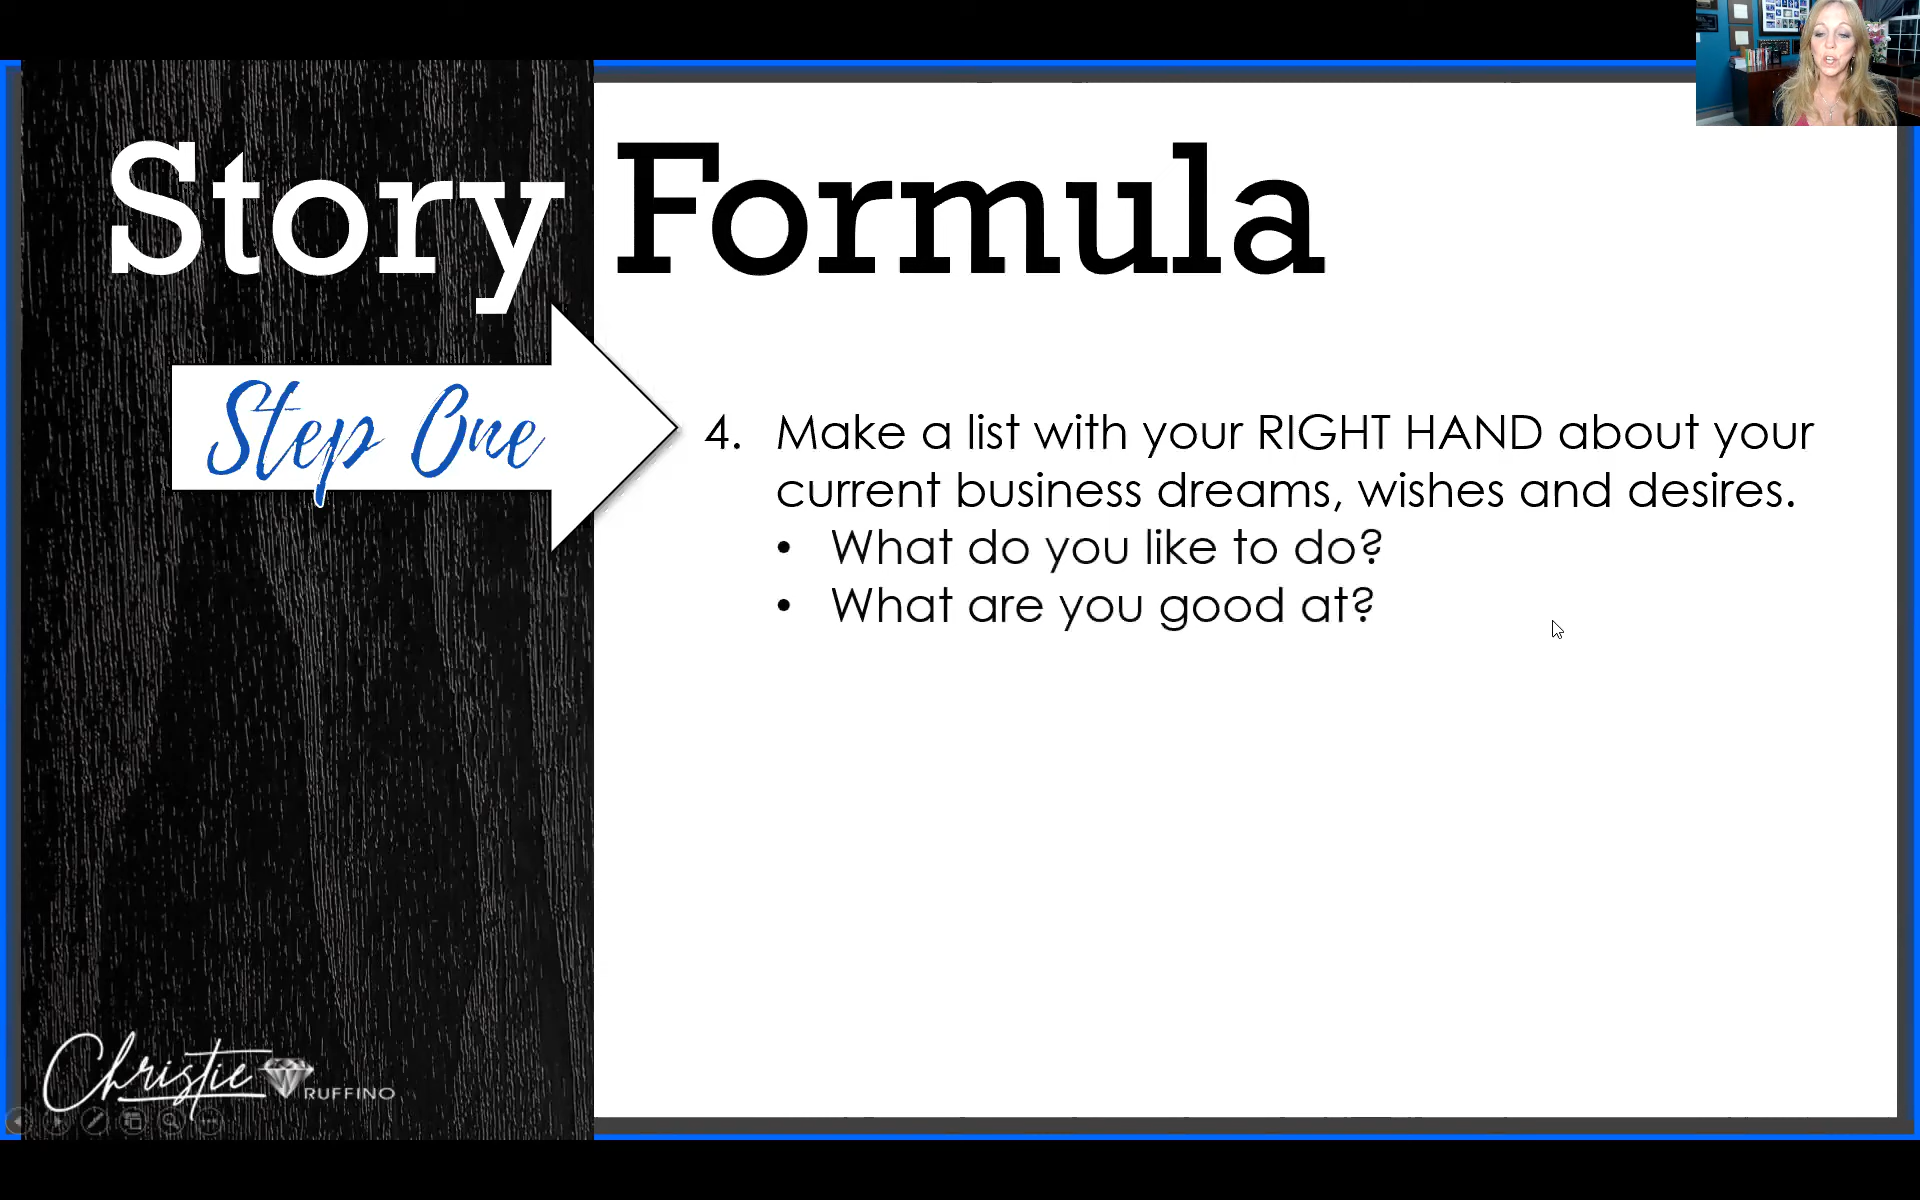 Story Formula
Step One
4. Make a list with your RIGHT HAND about your
current business dreams, wishes and desires.
• What do you like to do?
• What are you good at?
Christie RUFFINO